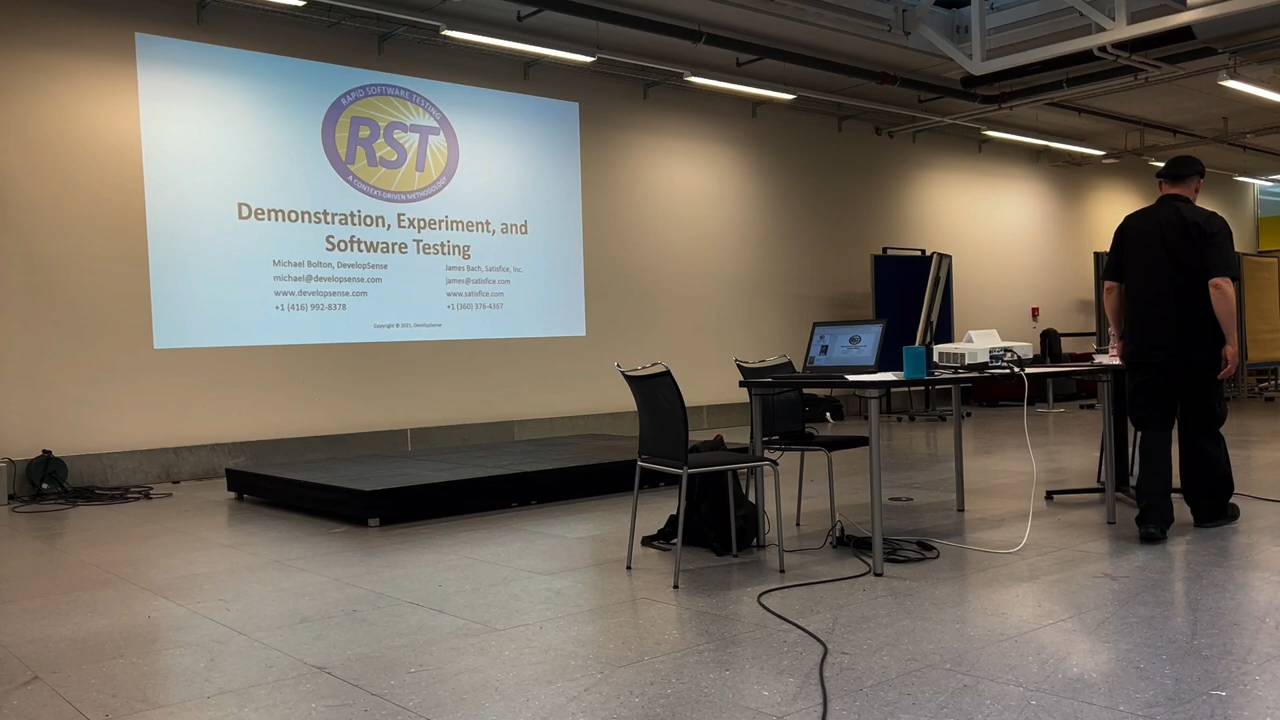 RAPID SOFTWARE TESTING
RST
A CONTEXT-DRIVEN METHODOLOGY
Demonstration, Experiment, and
Software Testing
Michael Bolton, DevelopSense
James Bach, Satisfice, Inc.
michael@developsense.com
james@satisfice.com
www.developsense.com
www.satisfice.com
+1 (416) 992-8378
+1 (360) 376-4367
Copyright © 2021, DevelopSense
RST